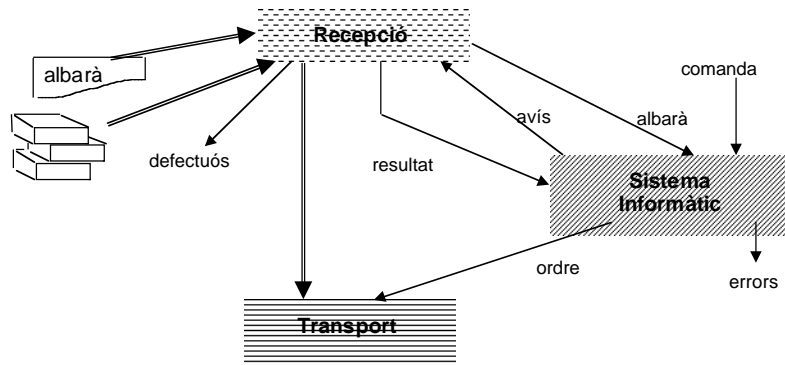 Recepció
albarà
comanda
avís
albarà
defectuós
resultat
Sistema
Informàtic
ordre
errors
Transport